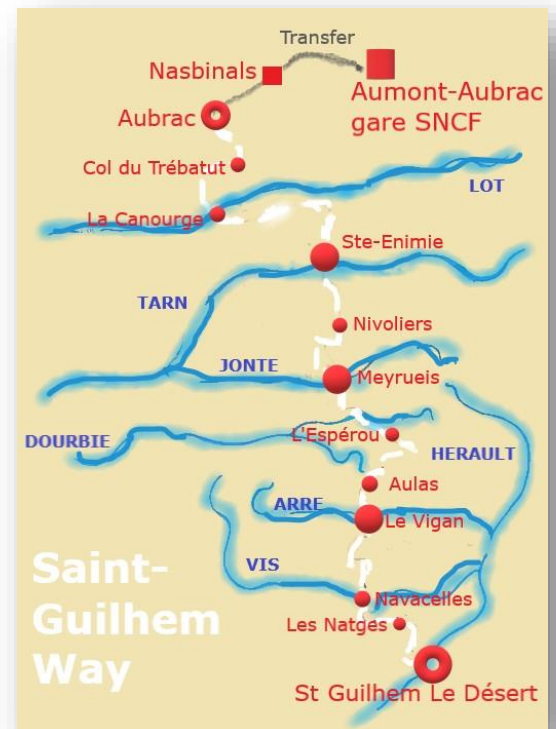 Transfer
Nasbinals
Aumont-Aubrac
gare SNCF
Aubrac
Col du Trébatut
LOT
La Canourge
Ste-Enimie
TARN
Nivoliers
JONTE
Meyrueis
DOURBIE
L'Espérou
HERAULT
Aulas
ARRE
Le Vigan
VIS
Navacelles
Les Natges
Saint-
Guilhem
Way
St Guilhem Le Désert